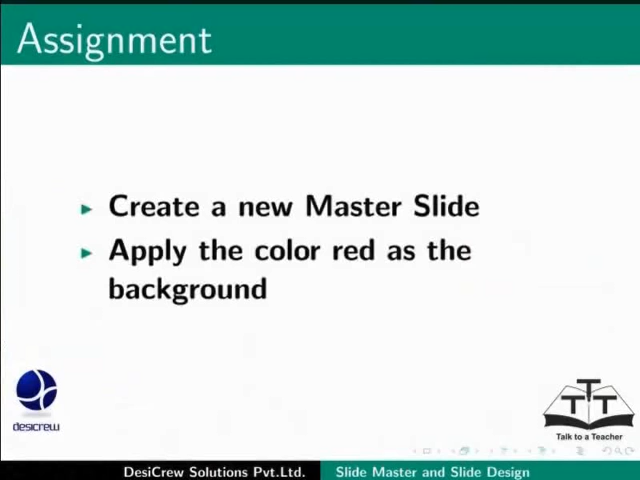 Assignment
Create a new Master Slide
Apply the color red as the
background
desicrew
TTT
Talk to a Teacher
DesiCrew Solutions Pvt.Ltd. Slide Master and Slide Design